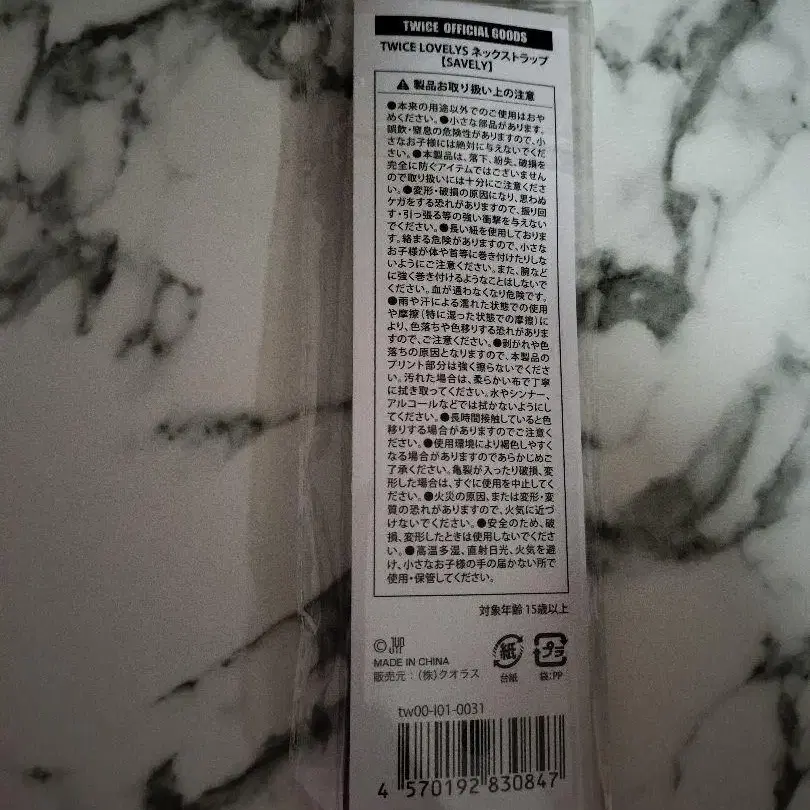 TWICE OFFICIAL GOODS
TWICE LOVELYS ネックストラップ
【SAVELY】
製品お取り扱い上の注意
●本来の用途以外でのご使用はおや
めください。●小さな部品があります。
誤飲・窒息の危険性がありますので、小
さなお子様には絶対に与えないでくだ
さい。●本製品は、落下、紛失、破損を
完全に防ぐアイテムではございません
ので取り扱いには十分にご注意くださ
い。●変形・破損の原因になり、思わぬ
ケガをする恐れがありますので、振り回
す・引っ張る等の強い衝撃を与えない
でください。●長い紐を使用しておりま
す。絡まる危険がありますので、小さな
お子様が体や首等に巻き付けたりしな
いようにご注意ください。また、腕など
に強く巻き付けるようなことはしないで
ください。血が通わなくなり危険です。
●雨や汗による濡れた状態での使用
や摩擦(特に湿った状態での摩擦)に
より、色落ちや色移りする恐れがありま
すので、ご注意ください。●剥がれや色
落ちの原因となりますので、本製品の
プリント部分は強く擦らないでくださ
い。汚れた場合は、柔らかい布で丁寧
に拭き取ってください。水やシンナー、
アルコールなどでは拭かないようにし
てください。●長時間接触していると色
移りする場合がありますのでご注意く
ださい。●使用環境により褪色しやすく
なる場合がありますのであらかじめご
了承ください。亀裂が入ったり破損、変
形した場合は、すぐに使用を中止してく
ださい。●火災の原因、または変形・変
質の恐れがありますので、火気に近づ
けないでください。●安全のため、破
損、変形したときは使用しないでくださ
い。●高温多湿、直射日光、火気を避
け、小さなお子様の手の届かない所で
使用・保管してください。
対象年齢 15歳以上
© JYP
MADE IN CHINA
販売元：(株)クオラス
紙
台紙
プラ
袋:PP
tw00-I01-0031
4 570192 830847